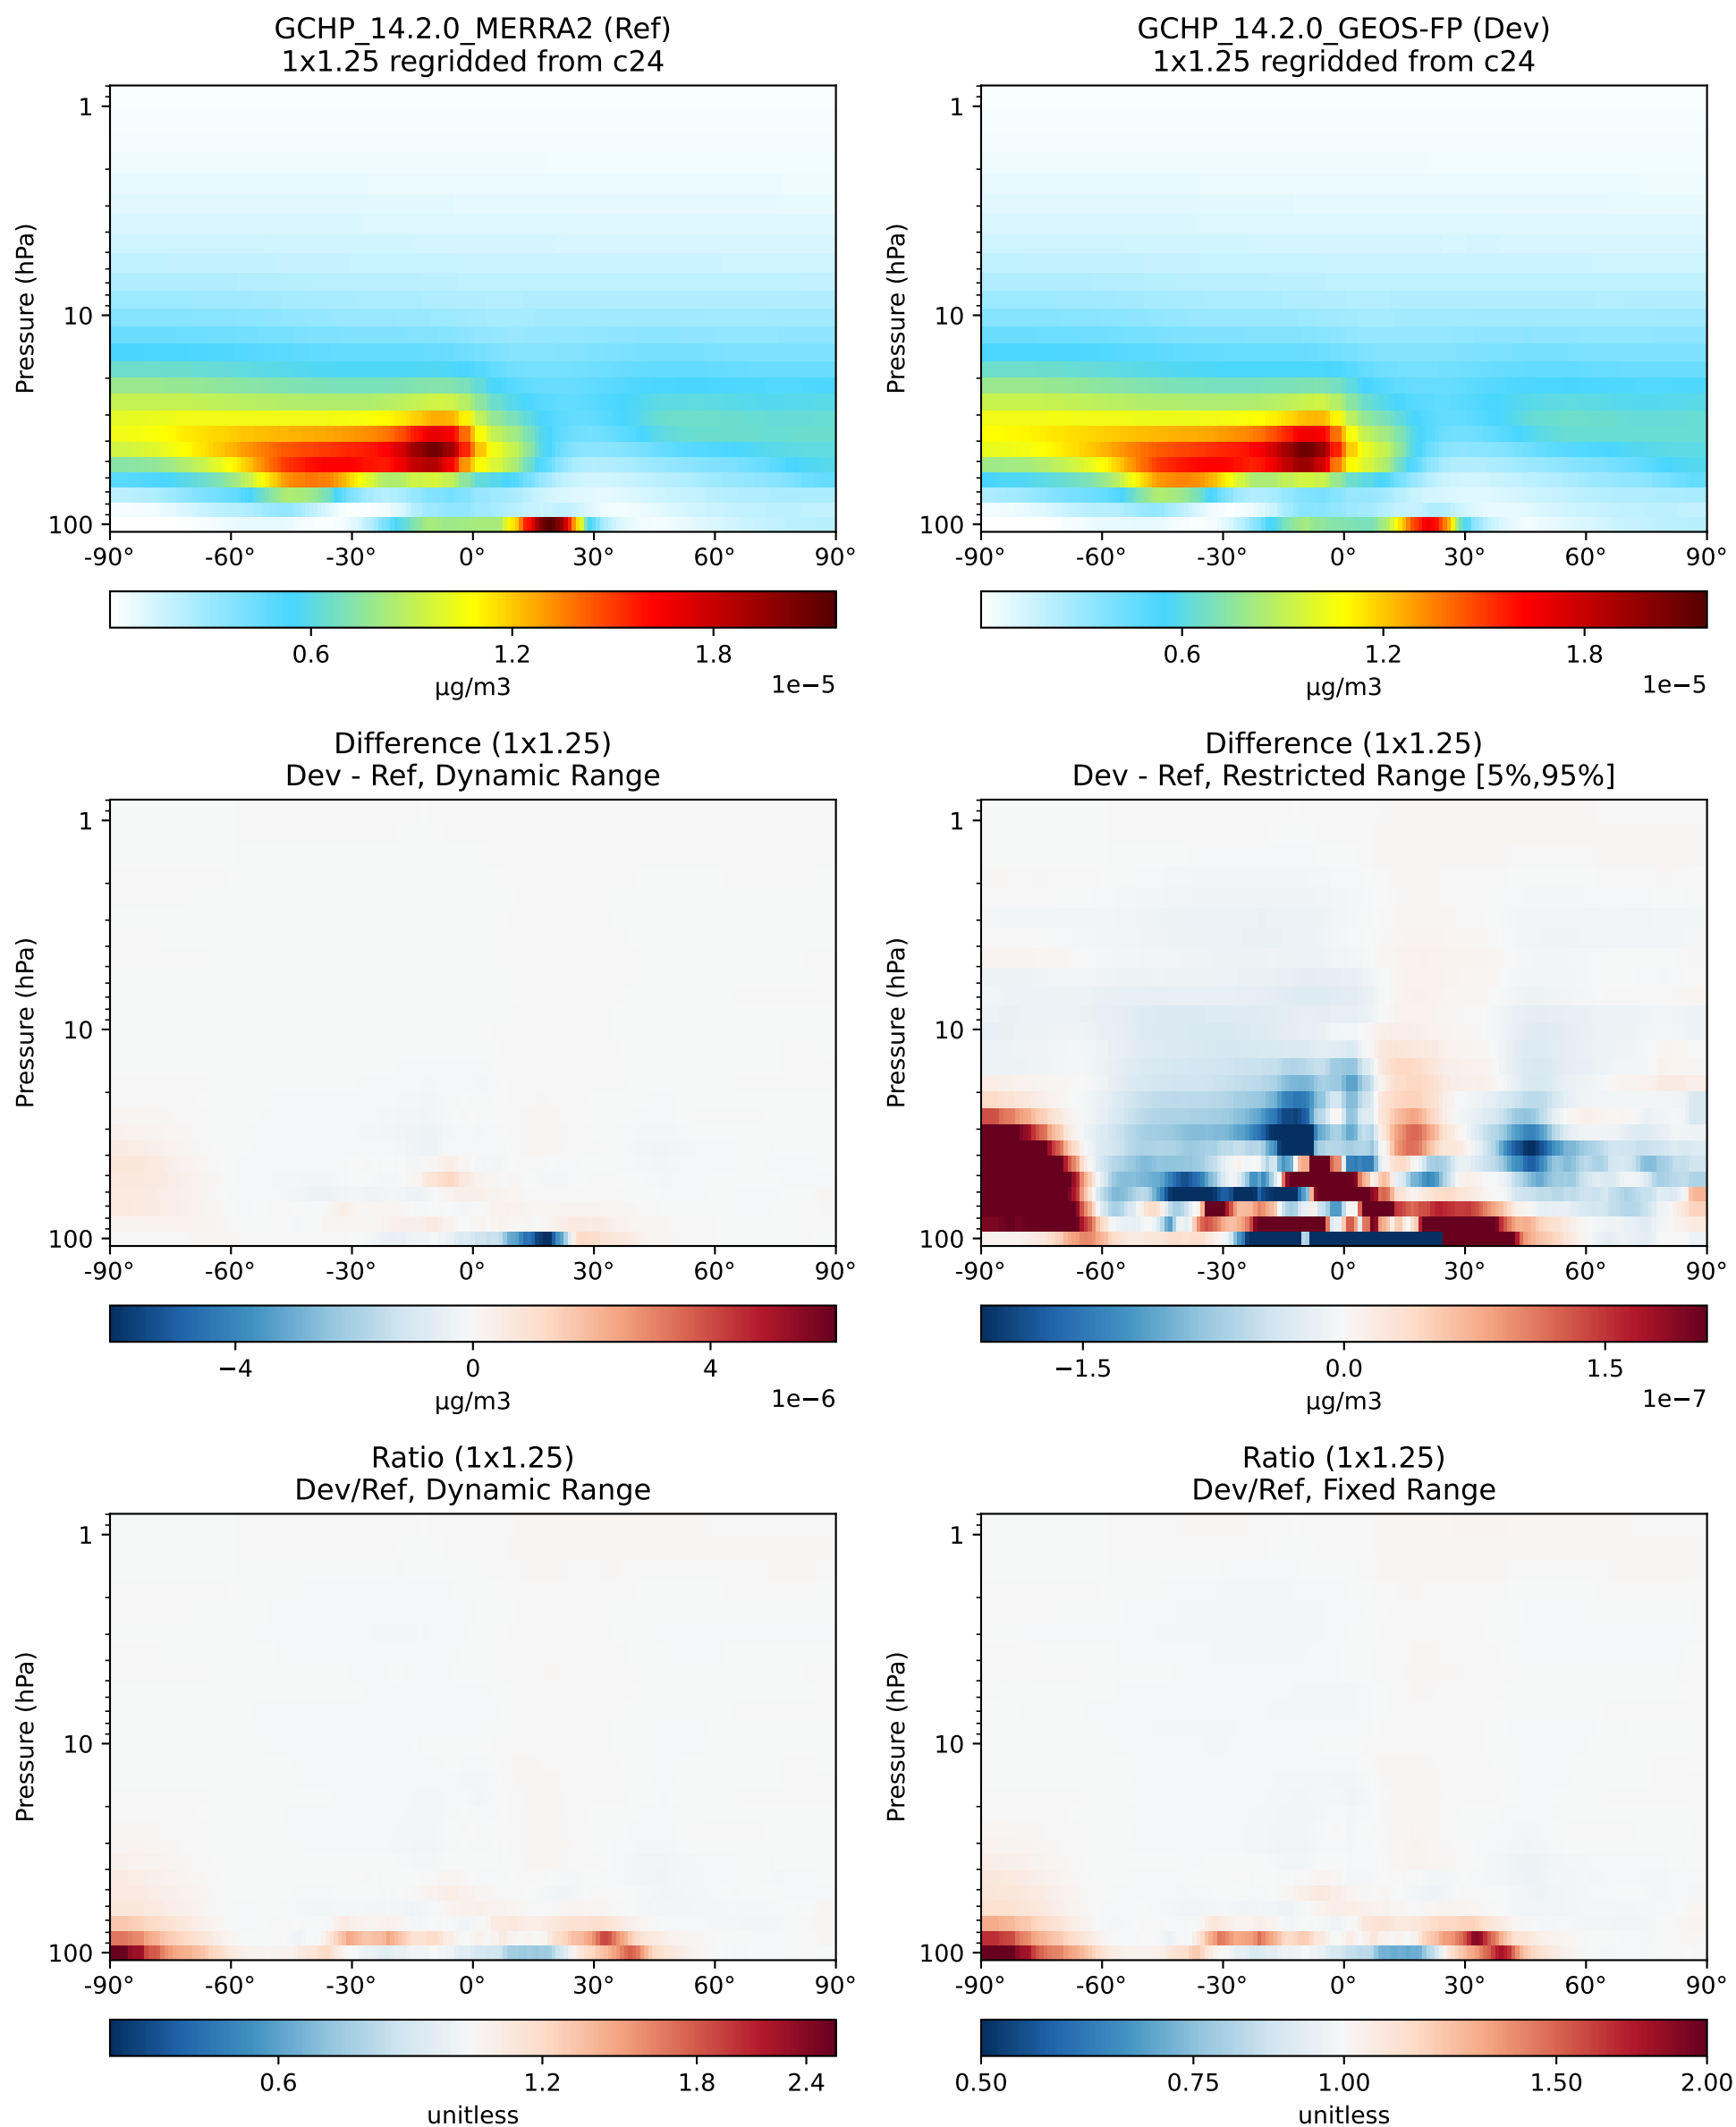 GCHP_14.2.0_MERRA2 (Ref)
1x1.25 regridded from c24
Pressure (hPa)
1
10
100
-90°
-60°
-30°
0°
30°
60°
90°
0.6
1.2
1.8
µg/m3
1e−5
GCHP_14.2.0_GEOS-FP (Dev)
1x1.25 regridded from c24
Pressure (hPa)
1
10
100
-90°
-60°
-30°
0°
30°
60°
90°
0.6
1.2
1.8
µg/m3
1e−5
Difference (1x1.25)
Dev - Ref, Dynamic Range
Pressure (hPa)
1
10
100
-90°
-60°
-30°
0°
30°
60°
90°
−4
0
4
µg/m3
1e−6
Difference (1x1.25)
Dev - Ref, Restricted Range [5%,95%]
Pressure (hPa)
1
10
100
-90°
-60°
-30°
0°
30°
60°
90°
−1.5
0.0
1.5
µg/m3
1e−7
Ratio (1x1.25)
Dev/Ref, Dynamic Range
Pressure (hPa)
1
10
100
-90°
-60°
-30°
0°
30°
60°
90°
0.6
1.2
1.8
2.4
unitless
Ratio (1x1.25)
Dev/Ref, Fixed Range
Pressure (hPa)
1
10
100
-90°
-60°
-30°
0°
30°
60°
90°
0.50
0.75
1.00
1.50
2.00
unitless